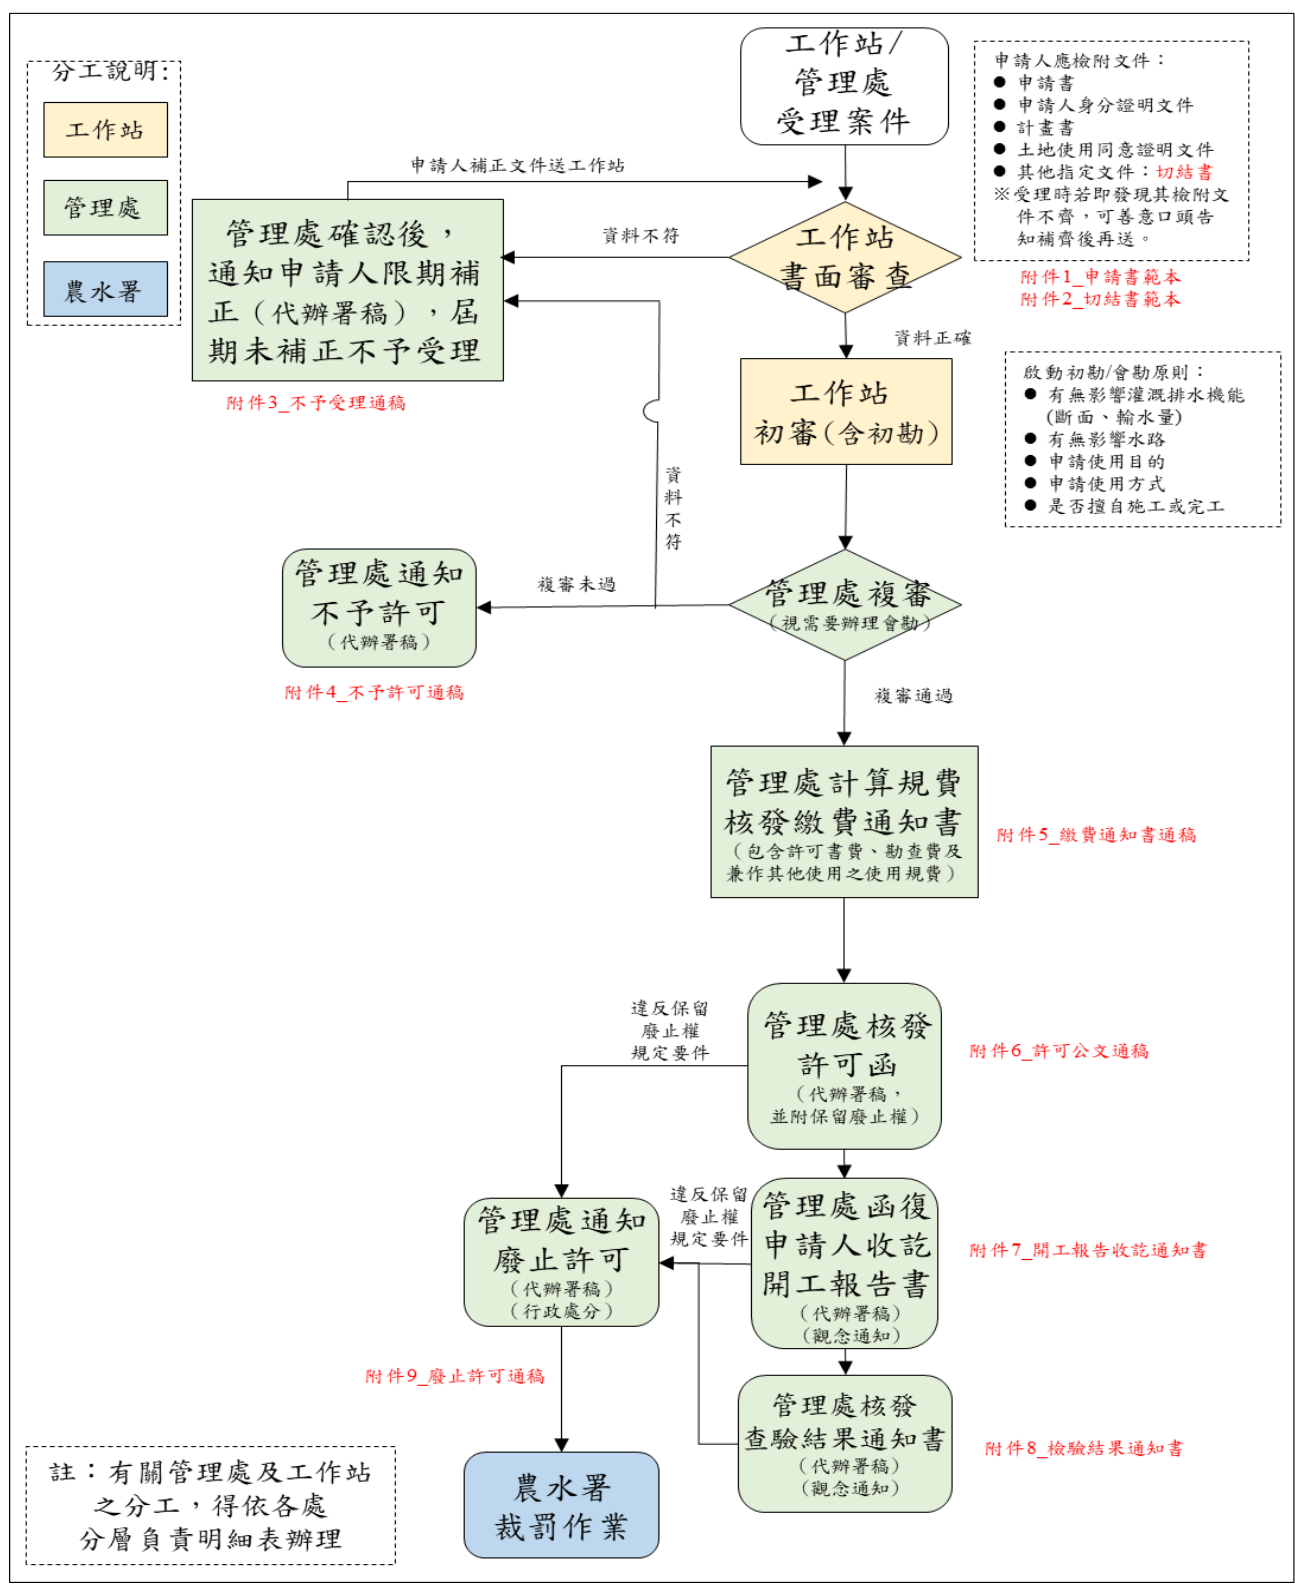 分工說明:
工作站
管理處
農水署
工作站/
管理處
受理案件
申請人應檢附文件：
● 申請書
● 申請人身分證明文件
● 計畫書
● 土地使用同意證明文件
● 其他指定文件：切結書
※受理時若即發現其檢附文
件不齊，可善意口頭告
知補齊後再送。
附件1_申請書範本
附件2_切結書範本
申請人補正文件送工作站
管理處確認後，
通知申請人限期補
正（代辦署稿），屆
期未補正不予受理
附件3_不予受理通稿
資料不符
工作站
書面審查
資料正確
工作站
初審(含初勘)
啟動初勘/會勘原則：
● 有無影響灌溉排水機能
(斷面、輸水量)
● 有無影響水路
● 申請使用目的
● 申請使用方式
● 是否擅自施工或完工
資
料
不
符
管理處通知
不予許可
（代辦署稿）
附件4_不予許可通稿
複審未過
管理處複審
（視需要辦理會勘）
複審通過
管理處計算規費
核發繳費通知書
（包含許可書費、勘查費及
兼作其他使用之使用規費）
附件5_繳費通知書通稿
違反保留
廢止權
規定要件
管理處核發
許可函
（代辦署稿，
並附保留廢止權）
附件6_許可公文通稿
管理處通知
廢止許可
（代辦署稿）
（行政處分）
違反保留
廢止權
規定要件
管理處函復
申請人收訖
開工報告書
（代辦署稿）
（觀念通知）
附件7_開工報告收訖通知書
附件9_廢止許可通稿
管理處核發
查驗結果通知書
（代辦署稿）
（觀念通知）
附件8_檢驗結果通知書
農水署
裁罰作業
註：有關管理處及工作站
之分工，得依各處
分層負責明細表辦理